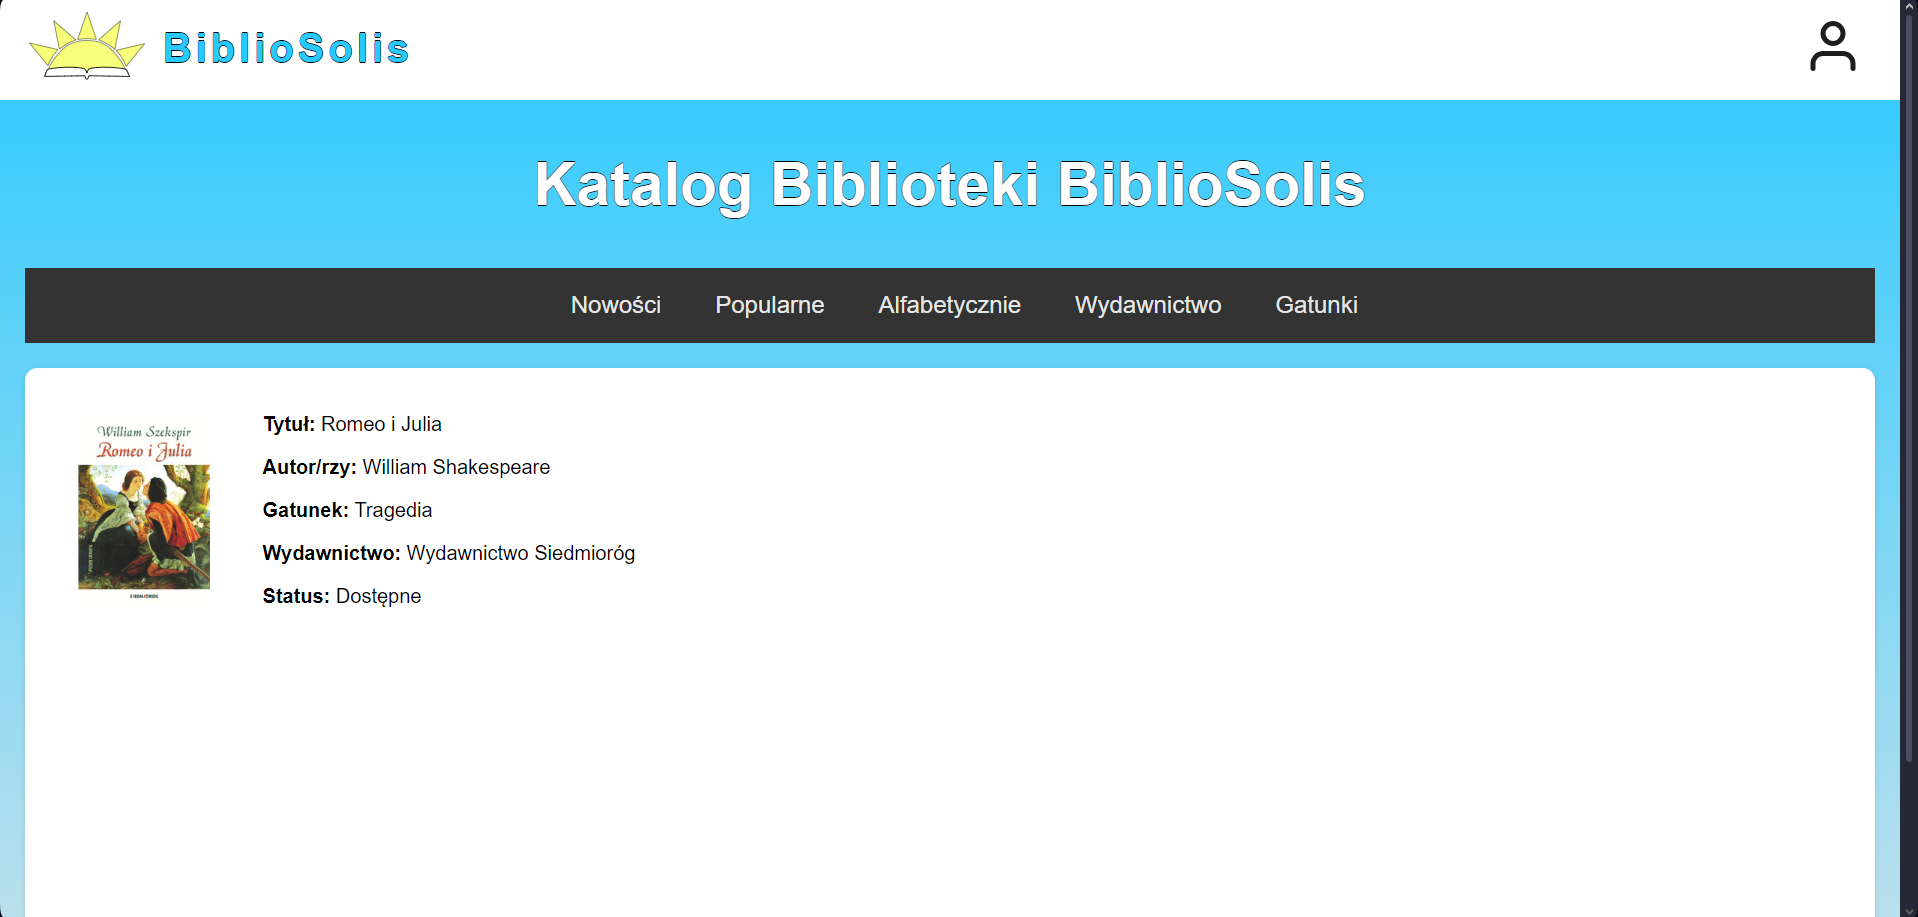 BiblioSolis
Katalog Biblioteki BiblioSolis
Nowości Popularne Alfabetycznie Wydawnictwo Gatunki
William Szekspir
Romeo i Julia
SIEDMIORÓG
Tytuł: Romeo i Julia
Autor/rzy: William Shakespeare
Gatunek: Tragedia
Wydawnictwo: Wydawnictwo Siedmioróg
Status: Dostępne